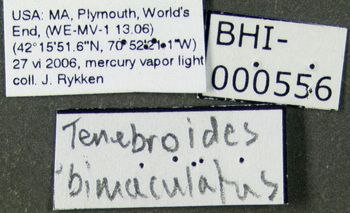 USA: MA, Plymouth, World's
End, (WE-MV-1 13.06)
(42°15'51.6"N, 70°52'21.1"W)
27 vi 2006, mercury vapor light
coll. J. Rykken
BHI-
000556
Tenebroides
bimaculatus